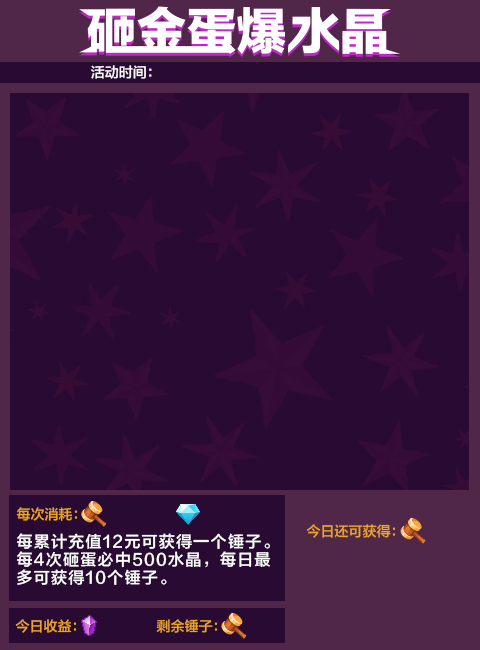 砸金蛋爆水晶
活动时间：
每次消耗：
今日还可获得：
每累计充值12元可获得一个锤子。
每4次砸蛋必中500水晶，每日最
多可获得10个锤子。
今日收益： 剩余锤子：